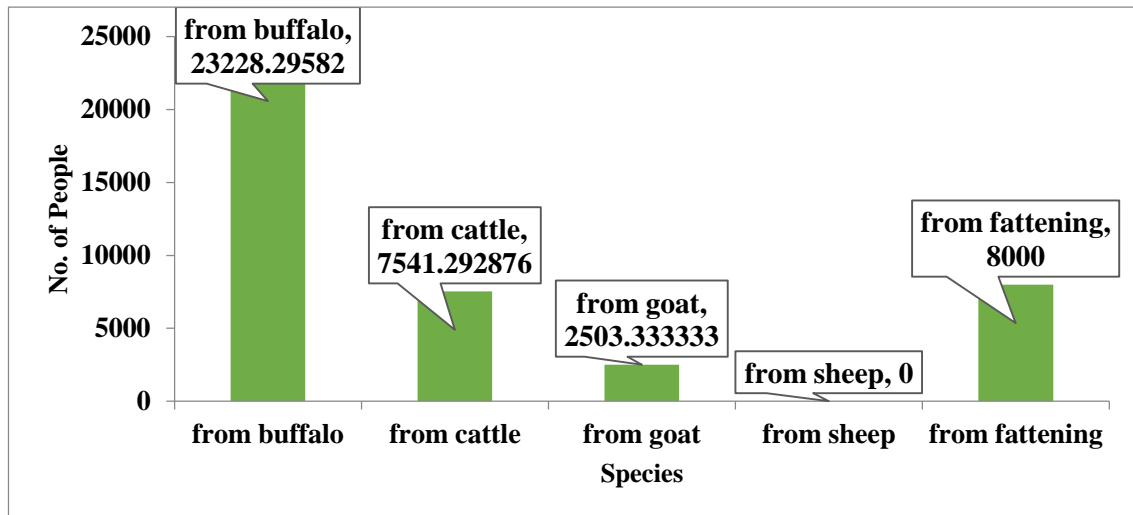 25000
20000
15000
10000
5000
0
No. of People
from buffalo,
23228.29582
from cattle,
7541.292876
from goat,
2503.333333
from sheep, 0
from fattening,
8000
from buffalo
from cattle
from goat
from sheep
from fattening
Species